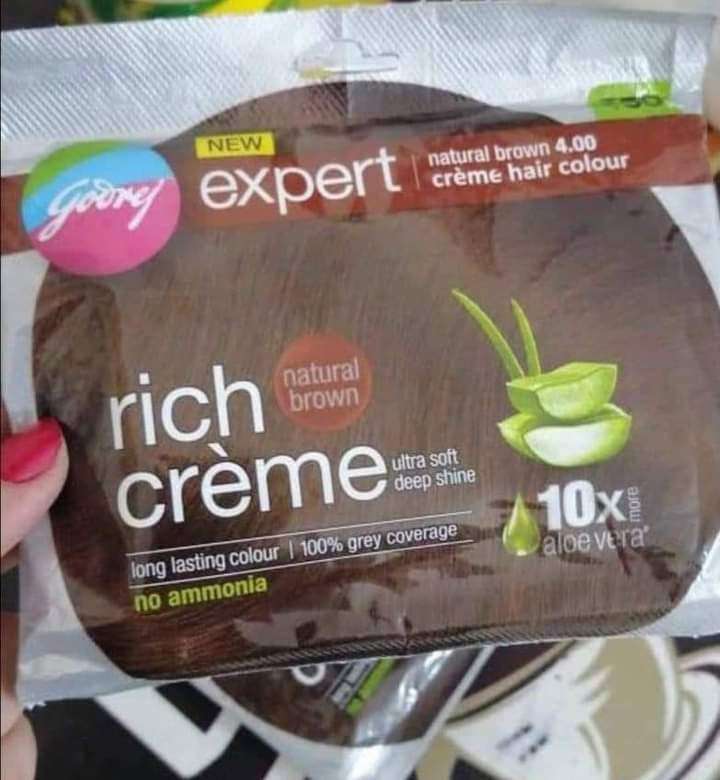 Godrej
NEW
expert
natural brown 4.00
crème hair colour
rich
crème
natural
brown
ultra soft
deep shine
10x more
aloe vera*
long lasting colour | 100% grey coverage
no ammonia